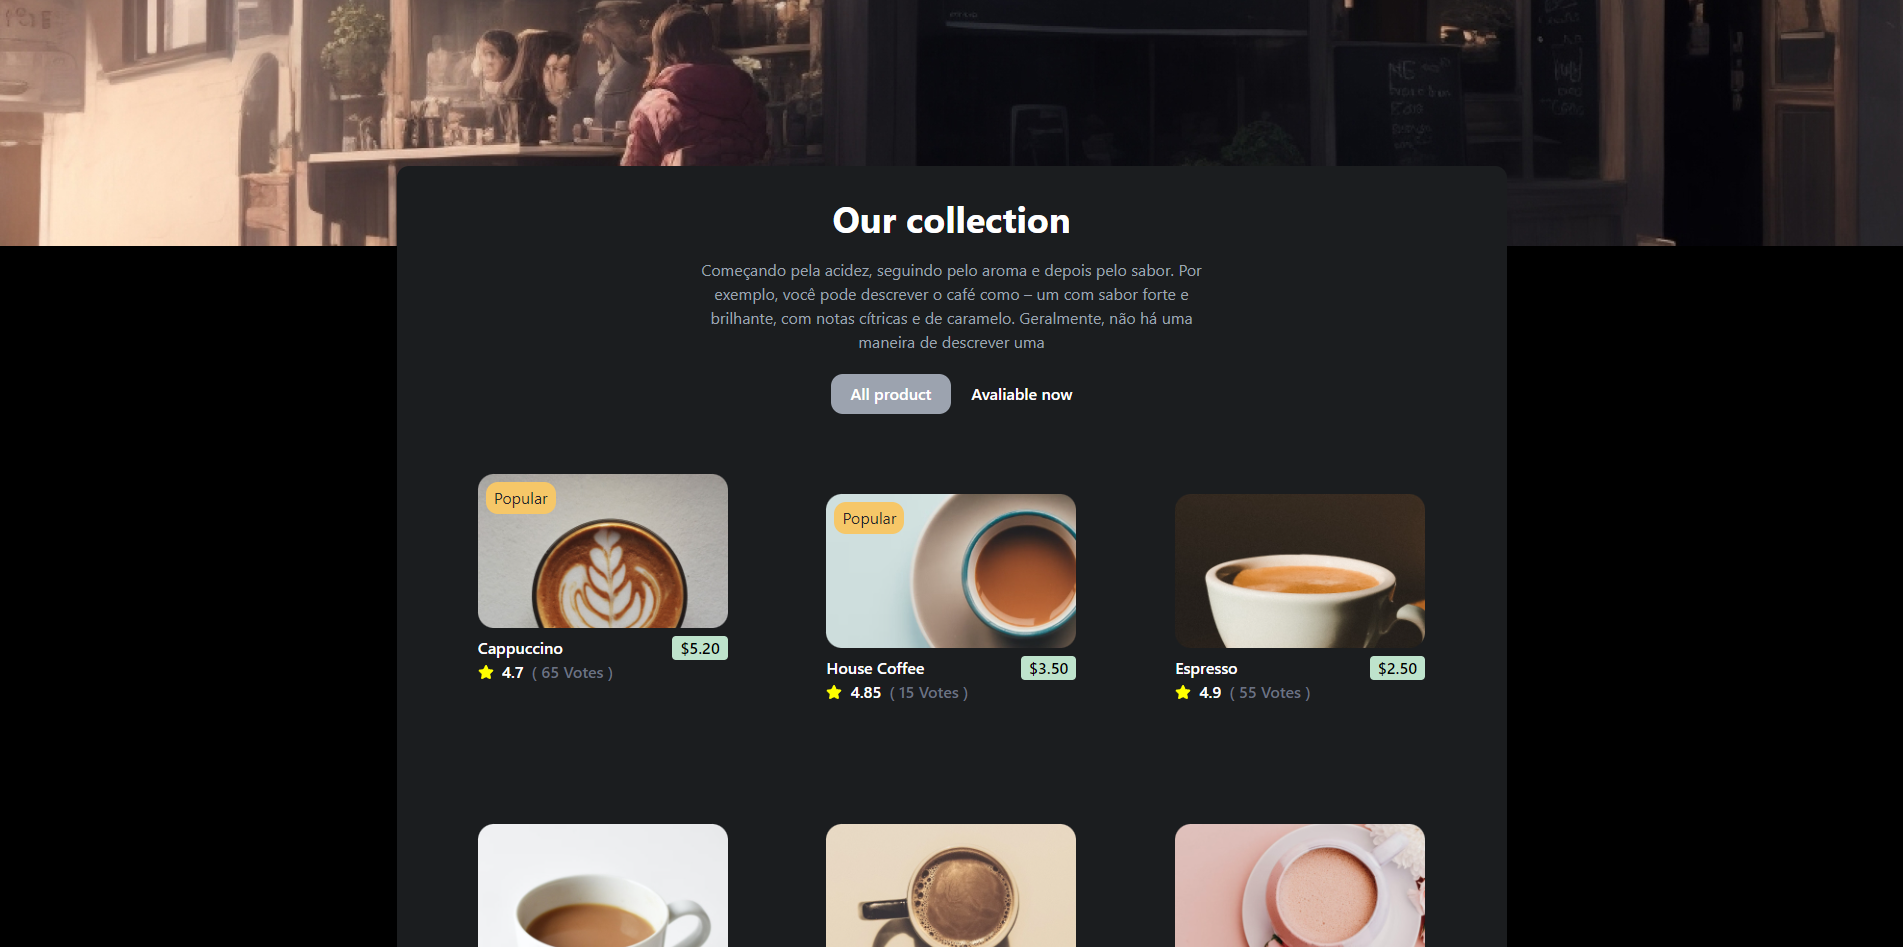 Our collection
Começando pela acidez, seguindo pelo aroma e depois pelo sabor. Por
exemplo, você pode descrever o café como – um com sabor forte e
brilhante, com notas cítricas e de caramelo. Geralmente, não há uma
maneira de descrever uma
All product
Avaliable now
Popular
Cappuccino
$5.20
4.7 ( 65 Votes )
Popular
House Coffee
$3.50
4.85 ( 15 Votes )
Espresso
$2.50
4.9 ( 55 Votes )